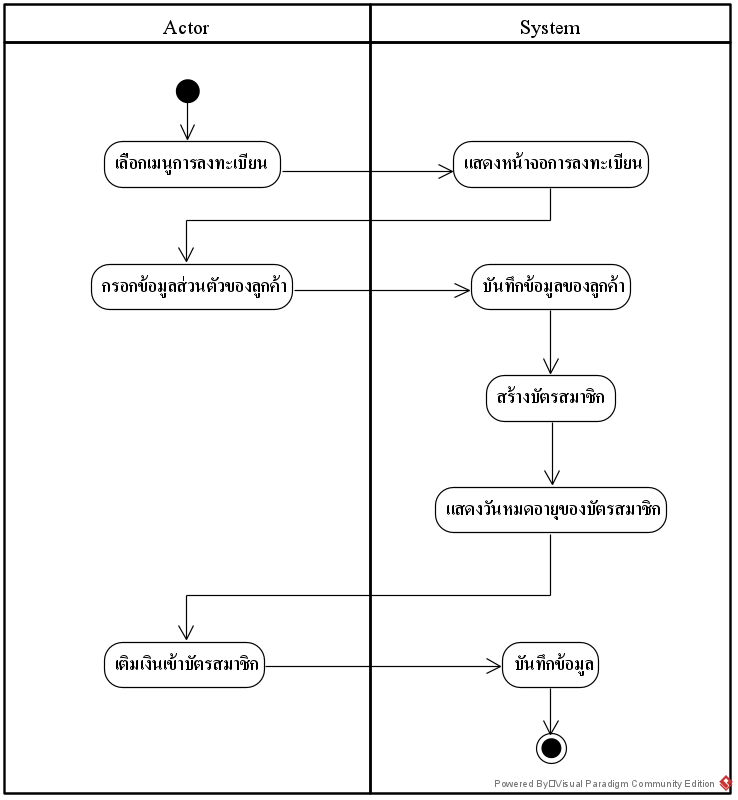 Actor
System
เลือกเมนูการลงทะเบียน
แสดงหน้าจอการลงทะเบียน
กรอกข้อมูลส่วนตัวของลูกค้า
บันทึกข้อมูลของลูกค้า
สร้างบัตรสมาชิก
แสดงวันหมดอายุของบัตรสมาชิก
เติมเงินเข้าบัตรสมาชิก
บันทึกข้อมูล
Powered By□Visual Paradigm Community Edition